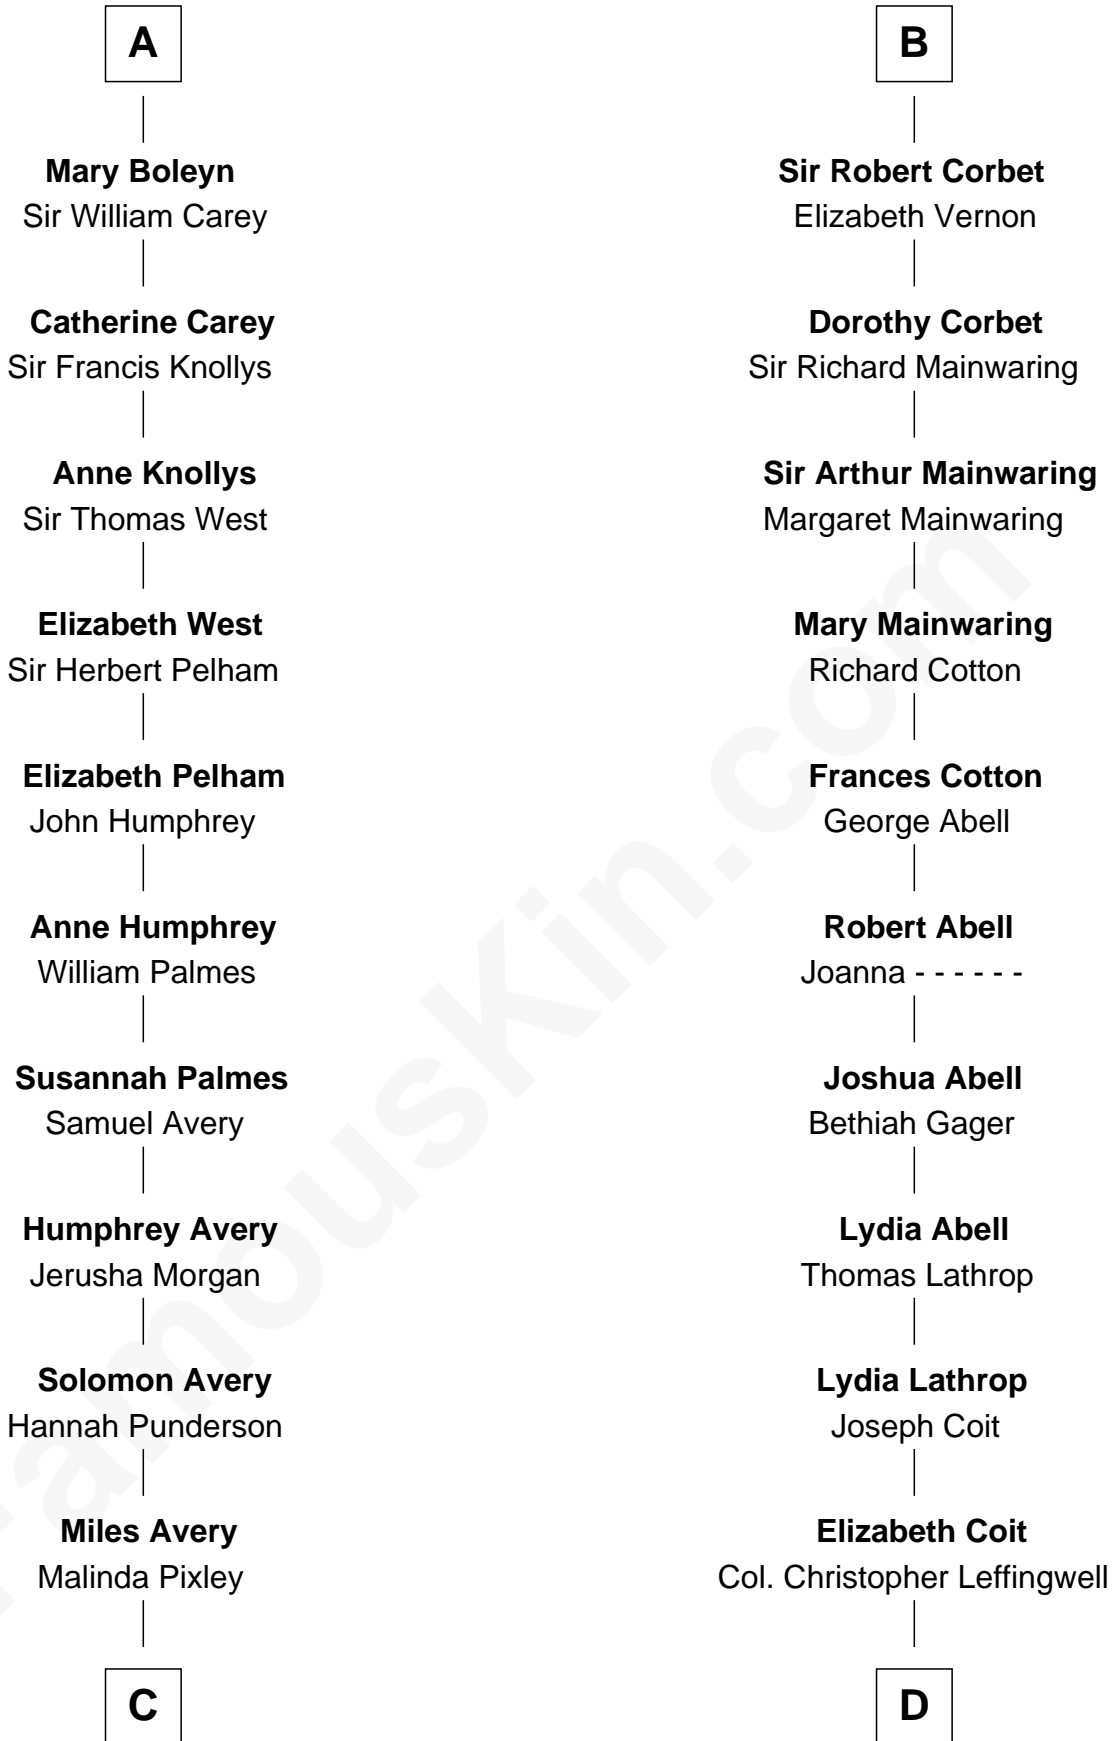 A
Mary Boleyn
Sir William Carey
Catherine Carey
Sir Francis Knollys
Anne Knollys
Sir Thomas West
Elizabeth West
Sir Herbert Pelham
Elizabeth Pelham
John Humphrey
Anne Humphrey
William Palmes
Susannah Palmes
Samuel Avery
Humphrey Avery
Jerusha Morgan
Solomon Avery
Hannah Punderson
Miles Avery
Malinda Pixley
C
B
Sir Robert Corbet
Elizabeth Vernon
Dorothy Corbet
Sir Richard Mainwaring
Sir Arthur Mainwaring
Margaret Mainwaring
Mary Mainwaring
Richard Cotton
Frances Cotton
George Abell
Robert Abell
Joanna - - - - - -
Joshua Abell
Bethiah Gager
Lydia Abell
Thomas Lathrop
Lydia Lathrop
Joseph Coit
Elizabeth Coit
Col. Christopher Leffingwell
D
FamousKin.com